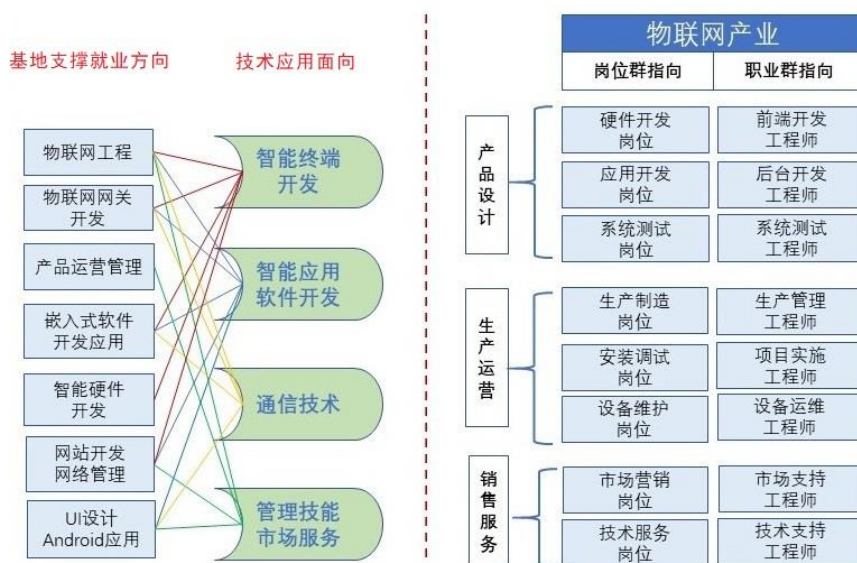 基地支撑就业方向
技术应用面向
物联网工程
物联网网关
开发
产品运营管理
嵌入式软件
开发应用
智能硬件
开发
网站开发
网络管理
UI设计
Android应用
智能终端
开发
智能应用
软件开发
通信技术
管理技能
市场服务
物联网产业
岗位群指向
职业群指向
产品设计
硬件开发
岗位
前端开发
工程师
应用开发
岗位
后台开发
工程师
系统测试
岗位
系统测试
工程师
生产运营
生产制造
岗位
生产管理
工程师
安装调试
岗位
项目实施
工程师
设备维护
岗位
设备运维
工程师
销售服务
市场营销
岗位
市场支持
工程师
技术服务
岗位
技术支持
工程师